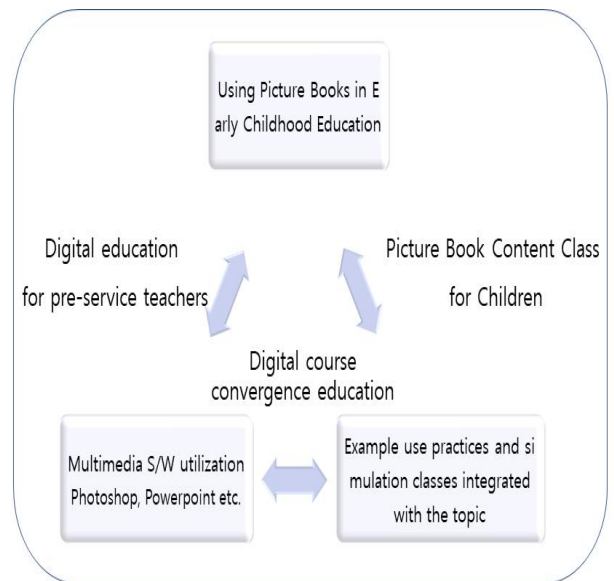 Using Picture Books in E
arly Childhood Education
Digital education
for pre-service teachers
Picture Book Content Class
for Children
Digital course
convergence education
Multimedia S/W utilization
Photoshop, Powerpoint etc.
Example use practices and si
mulation classes integrated
with the topic